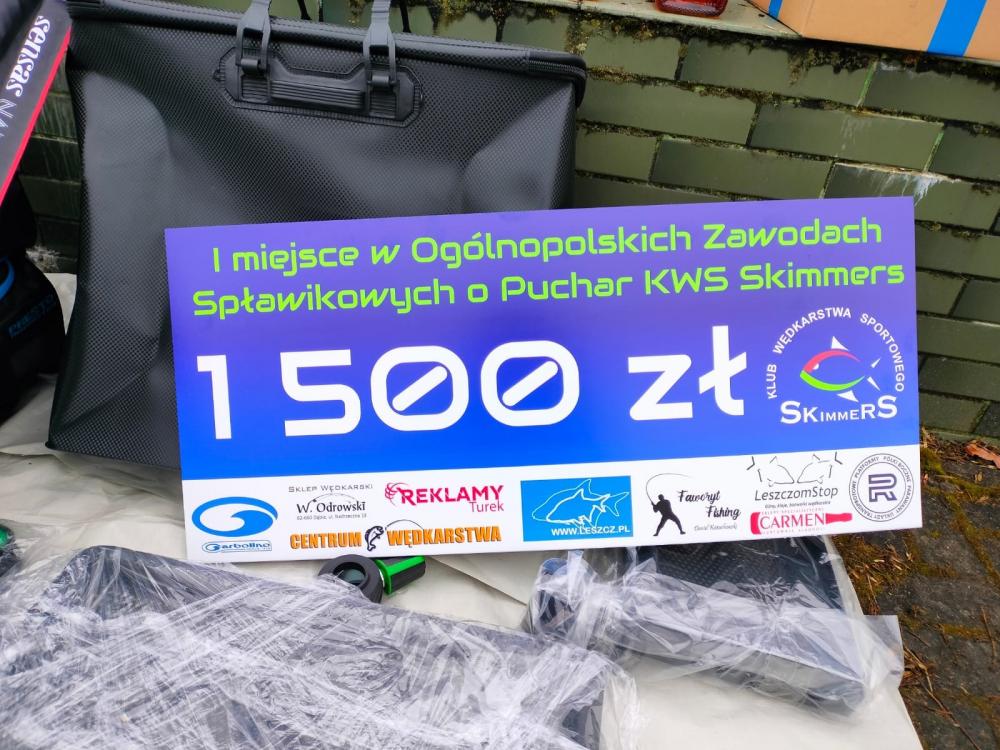 sensas
I miejsce w Ogólnopolskich Zawodach
Spławikowych o Puchar KWS Skimmers
1 500 zł
KLUB WĘDKARSTWA SPORTOWEGO
SKIMMERS
Garbolino
SKLEP WĘDKARSKI
W. Odrowski
CENTRUM WĘDKARSTWA
REKLAMY
Turek
WWW.LESZCZ.PL
Faworyt
Fishing
LESZCZOMSTOP
CARMEN
R